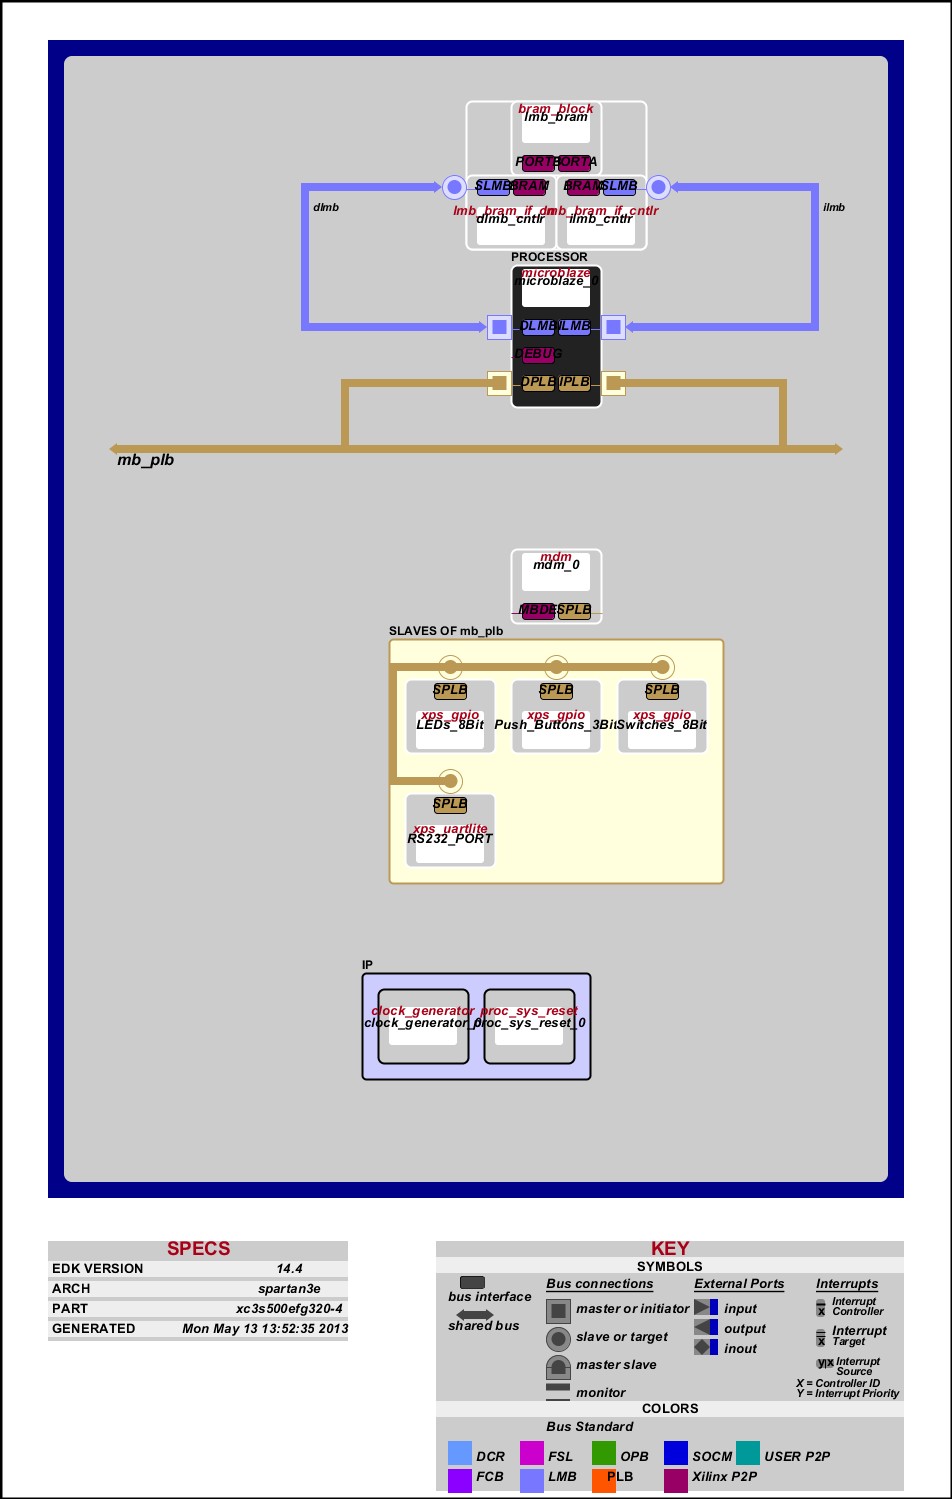 bram_block
lmb_bram
PORTB PORTA
SLMB BRAM BRAM SLMB
dlmb
ilmb
lmb_bram_if_cntlr
dlmb_cntlr ilmb_cntlr
PROCESSOR
microblaze
microblaze_0
DLMB ILMB
DEBUG
DPLB IPLB
mb_plb
mdm
mdm_0
SPLB
SLAVES OF mb_plb
SPLB SPLB SPLB
xps_gpio xps_gpio xps_gpio
LEDs_8Bit Push_Buttons_3Bit Switches_8Bit
SPLB
xps_uartlite
RS232_PORT
IP
clock_generator proc_sys_reset
clock_generator_0 proc_sys_reset_0
SPECS
EDK VERSION 14.4
ARCH spartan3e
PART xc3s500efg320-4
GENERATED Mon May 13 13:52:35 2013
KEY
SYMBOLS
bus interface
shared bus
Bus connections
master or initiator
slave or target
master slave
monitor
External Ports
input
output
inout
Interrupts
x
Interrupt
Controller
x
Interrupt
Target
y x
Interrupt
Source
X = Controller ID
Y = Interrupt Priority
COLORS
Bus Standard
DCR FSL OPB SOCM USER P2P
FCB LMB PLB Xilinx P2P